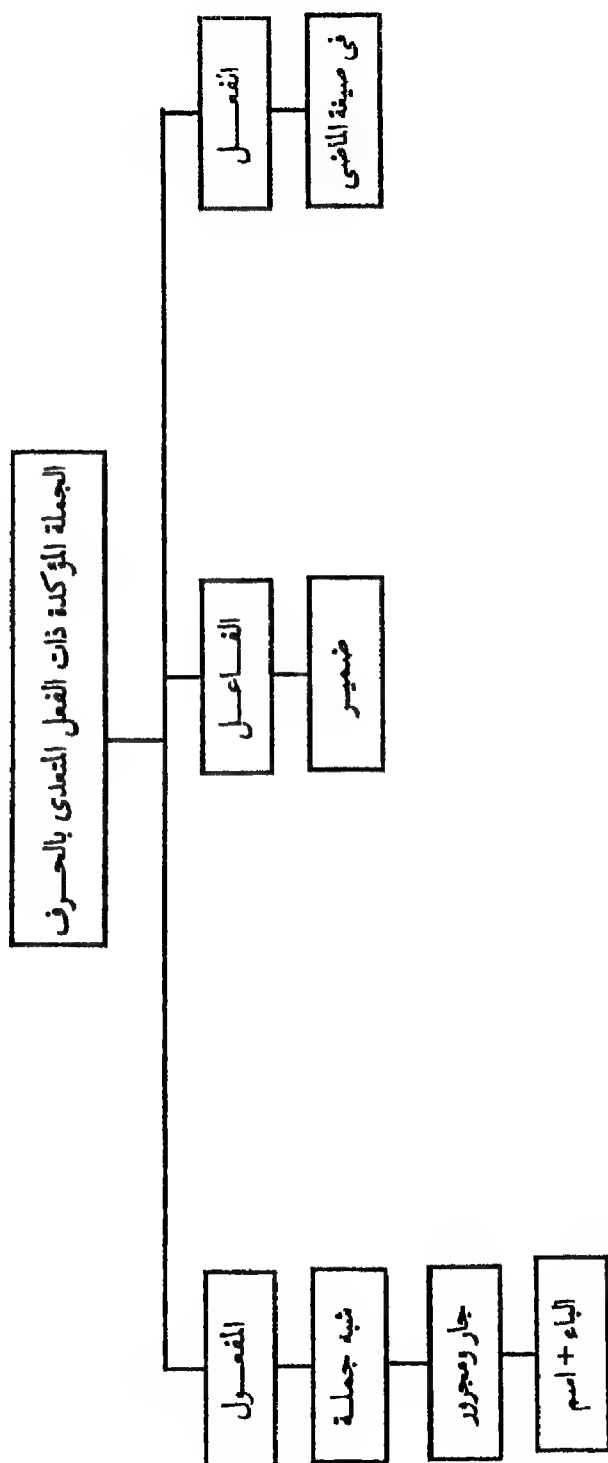 الجملة المؤكدة ذات الفعل المتعدى بالحرف
الفعل
فى صيغة الماضى
الفاعل
ضمير
المفعول
شبه جملة
جار ومجرور
الباء + اسم